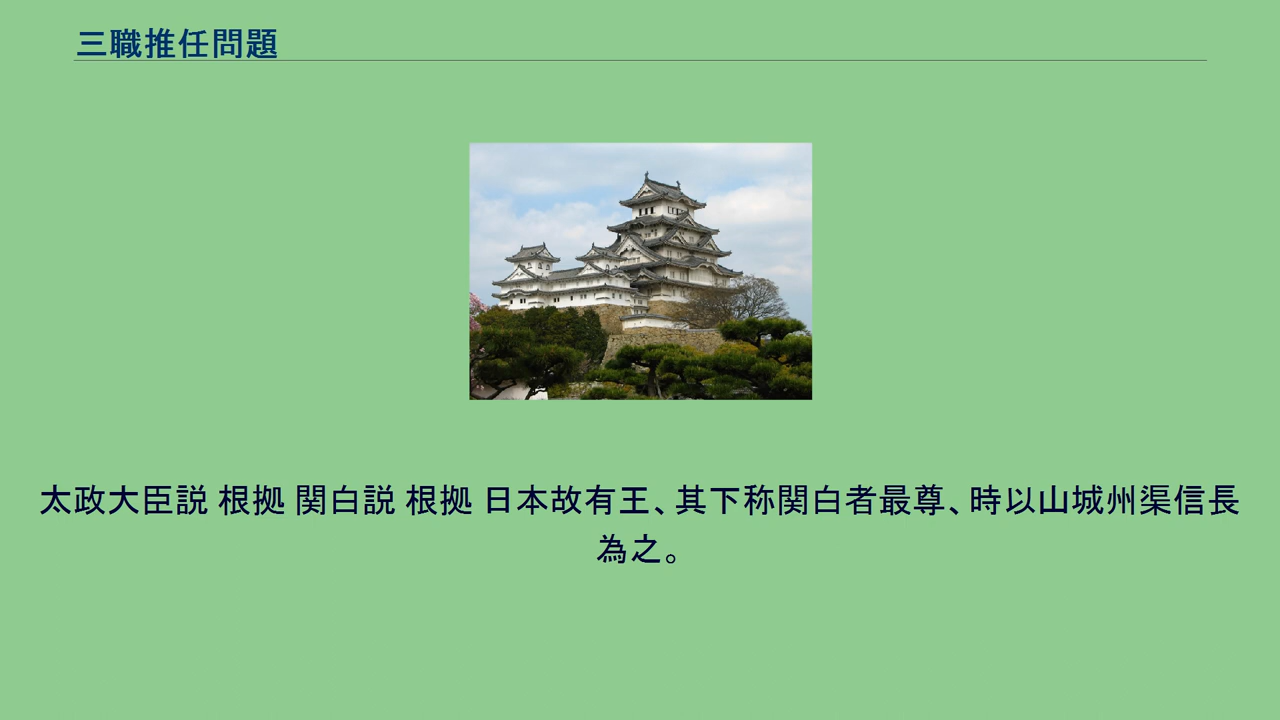 三職推任問題
太政大臣説 根拠 関白説 根拠 日本故有王、其下称関白者最尊、時以山城州渠信長
為之。